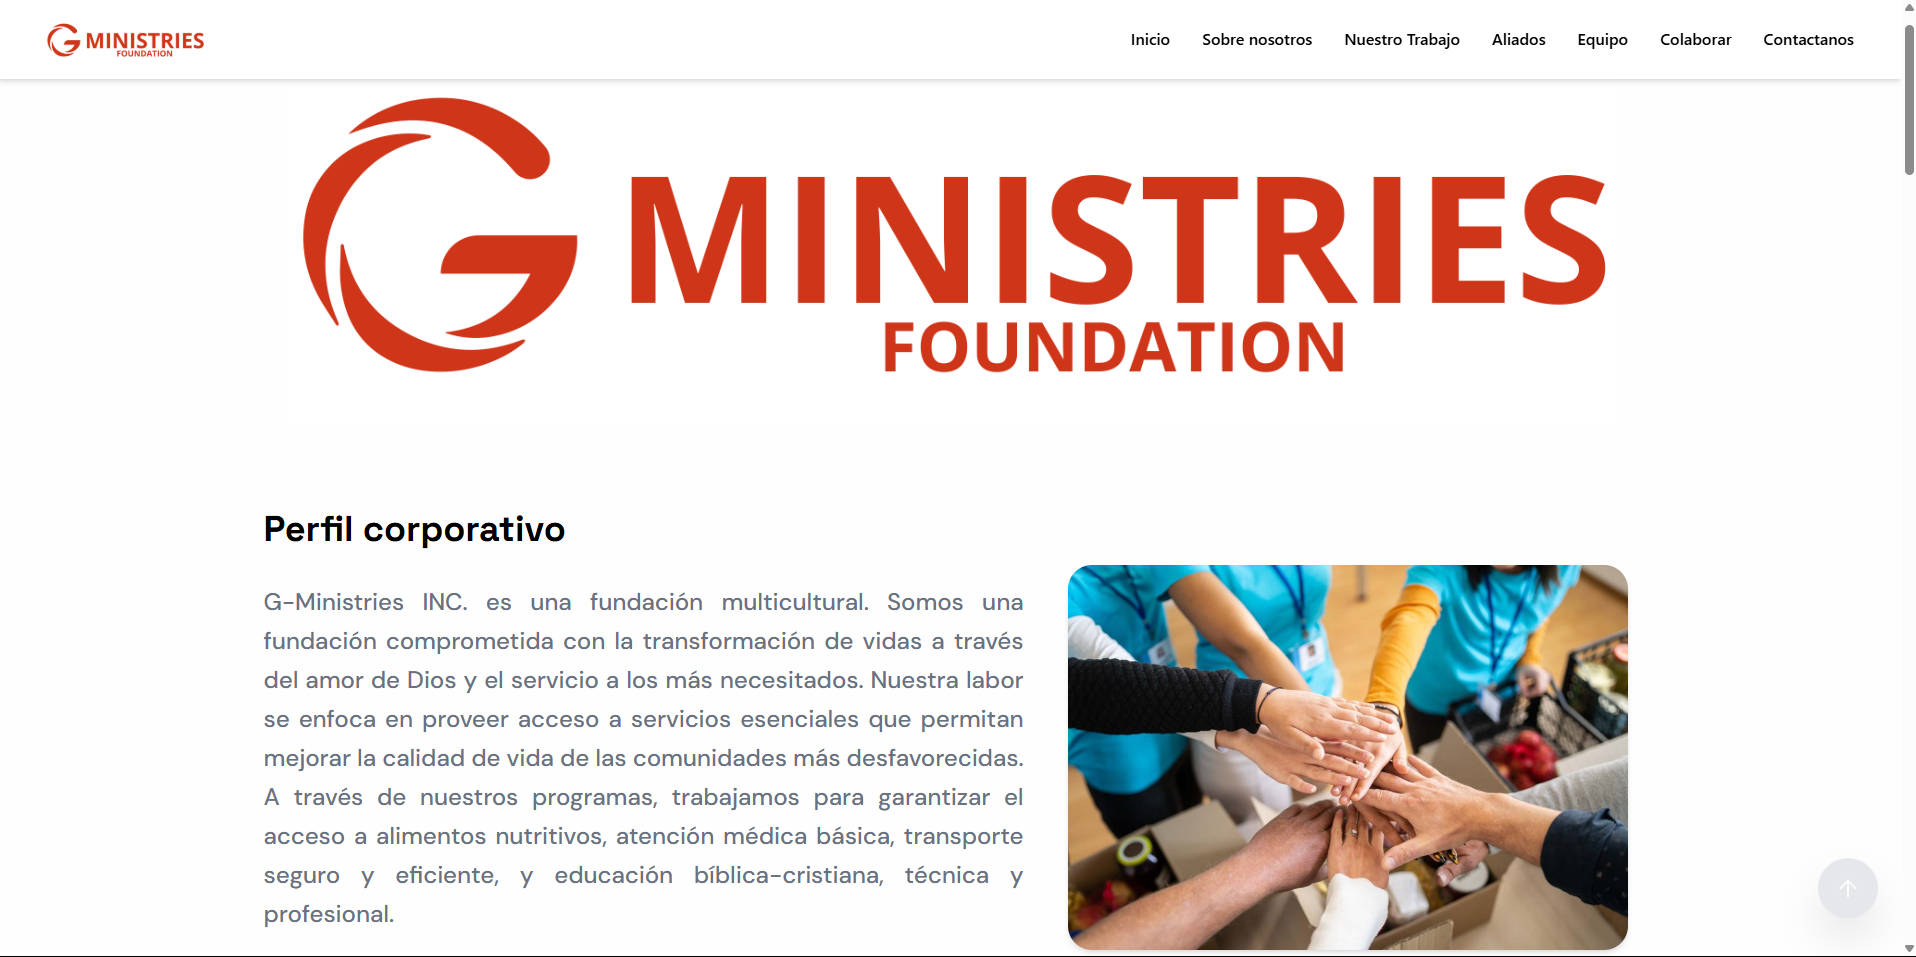 MINISTRIES
FOUNDATION
Inicio Sobre nosotros Nuestro Trabajo Aliados Equipo Colaborar Contactanos
MINISTRIES
FOUNDATION
Perfil corporativo
G-Ministries INC. es una fundación multicultural. Somos una
fundación comprometida con la transformación de vidas a través
del amor de Dios y el servicio a los más necesitados. Nuestra labor
se enfoca en proveer acceso a servicios esenciales que permitan
mejorar la calidad de vida de las comunidades más desfavorecidas.
A través de nuestros programas, trabajamos para garantizar el
acceso a alimentos nutritivos, atención médica básica, transporte
seguro y eficiente, y educación bíblica-cristiana, técnica y
profesional.